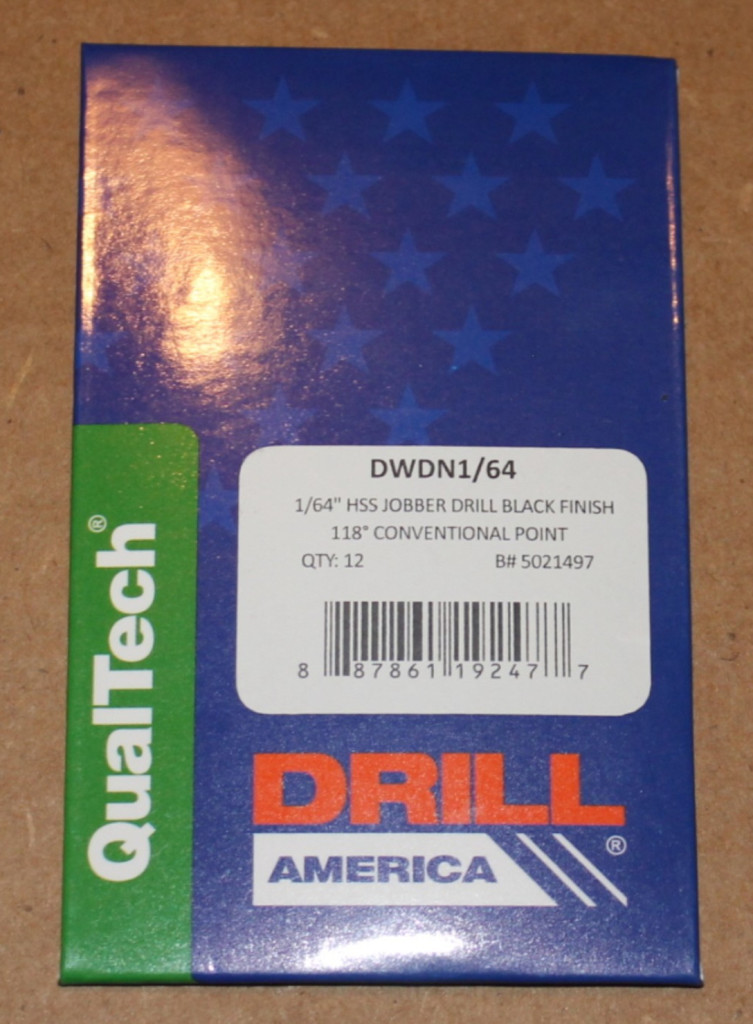 DWDN1/64
1/64" HSS JOBBER DRILL BLACK FINISH
118° CONVENTIONAL POINT
QTY: 12 B# 5021497
8 87861 19247 7
QualTech®
DRILL
AMERICA®